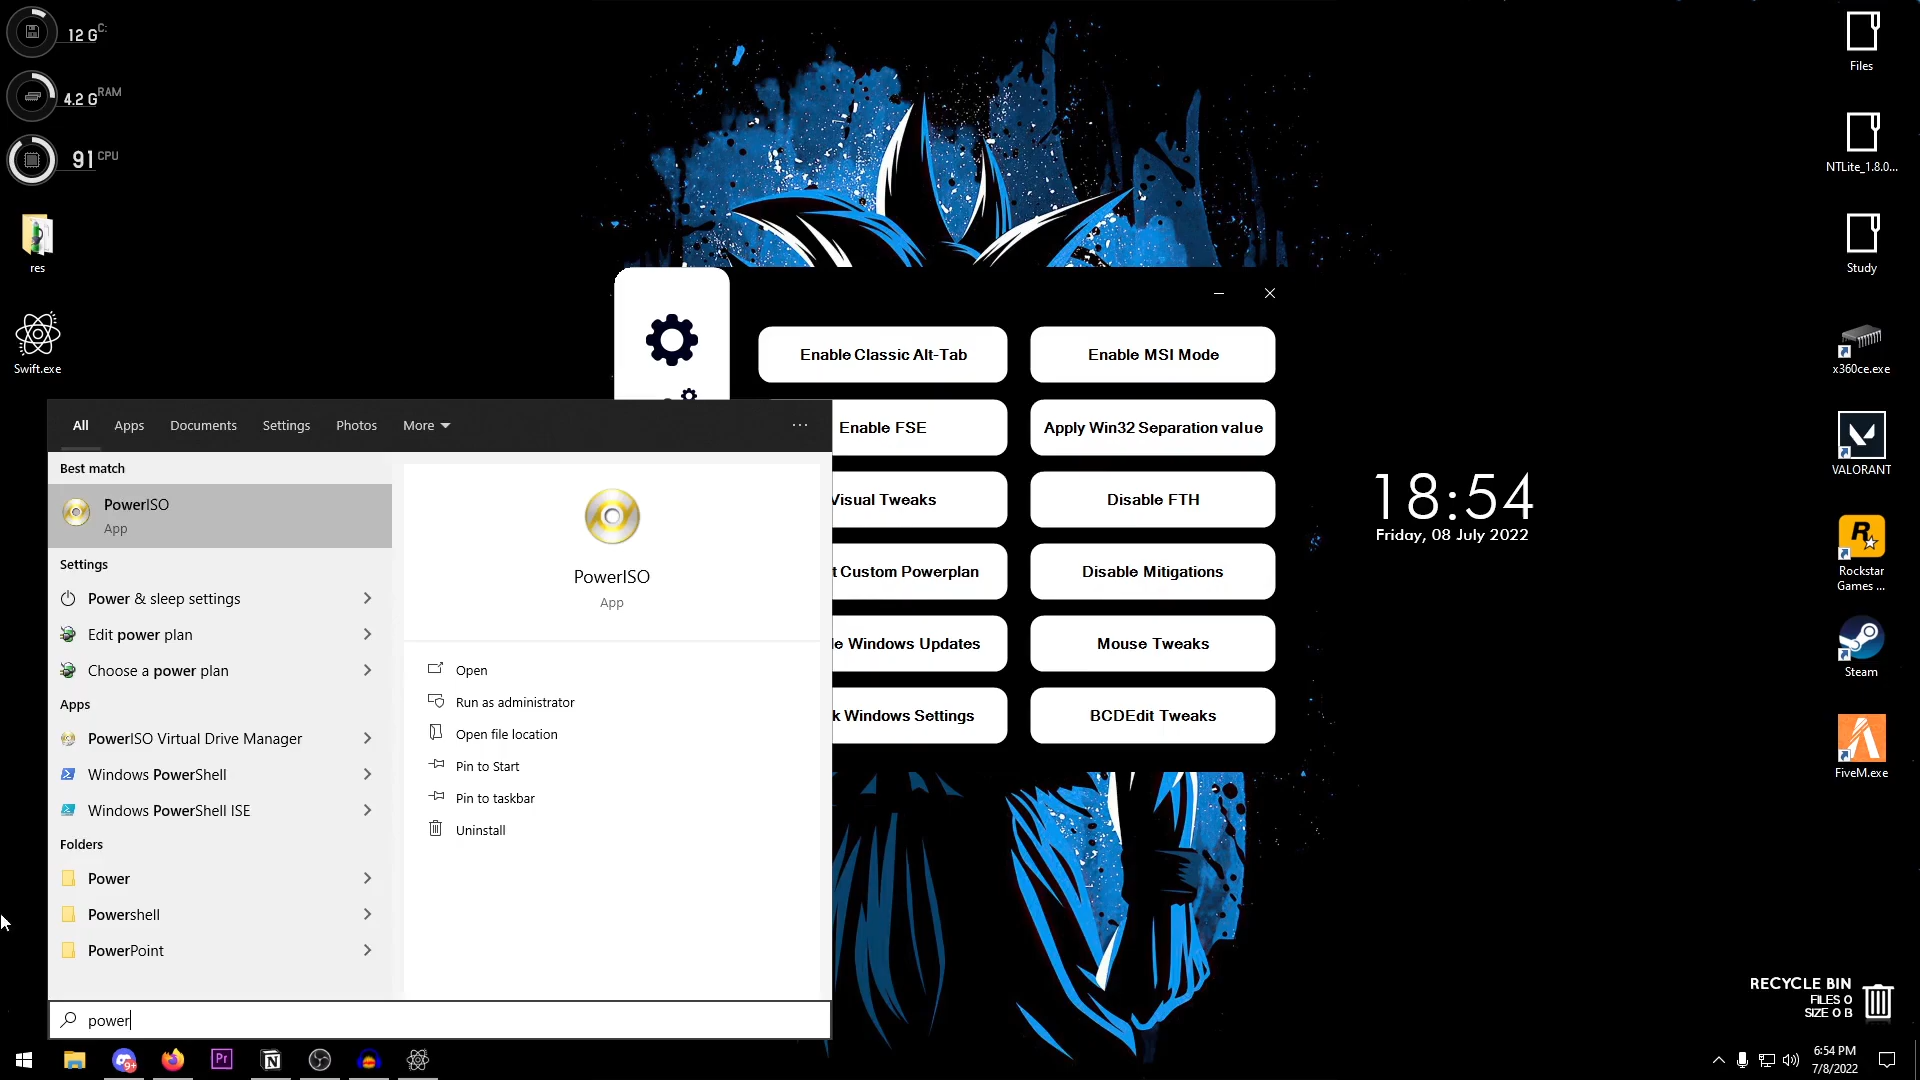 12 G C:
4.2 G RAM
91 CPU
res
Swift.exe
Files
NTLite_1.8.0...
Study
x360ce.exe
VALORANT
Rockstar
Games ...
Steam
FiveM.exe
Enable Classic Alt-Tab
Enable MSI Mode
Enable FSE
Apply Win32 Separation value
Visual Tweaks
Disable FTH
t Custom Powerplan
Disable Mitigations
le Windows Updates
Mouse Tweaks
k Windows Settings
BCDEdit Tweaks
18:54
Friday, 08 July 2022
All
Apps
Documents
Settings
Photos
More
...
Best match
PowerISO
App
Settings
Power & sleep settings
Edit power plan
Choose a power plan
Apps
PowerISO Virtual Drive Manager
Windows PowerShell
Windows PowerShell ISE
Folders
Power
Powershell
PowerPoint
PowerISO
App
Open
Run as administrator
Open file location
Pin to Start
Pin to taskbar
Uninstall
power
RECYCLE BIN
FILES 0
SIZE 0 B
9+
Pr
6:54 PM
7/8/2022